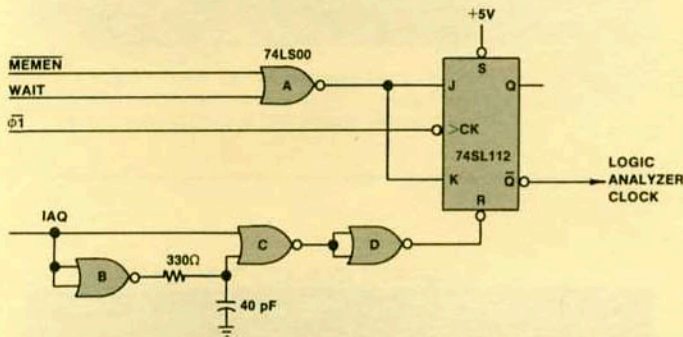 +5V
74LS00
MEMEN
WAIT
A
J
S
Q
φ1
>CK
74SL112
K
Q
R
LOGIC
ANALYZER
CLOCK
IAQ
B
330Ω
C
D
40 pF